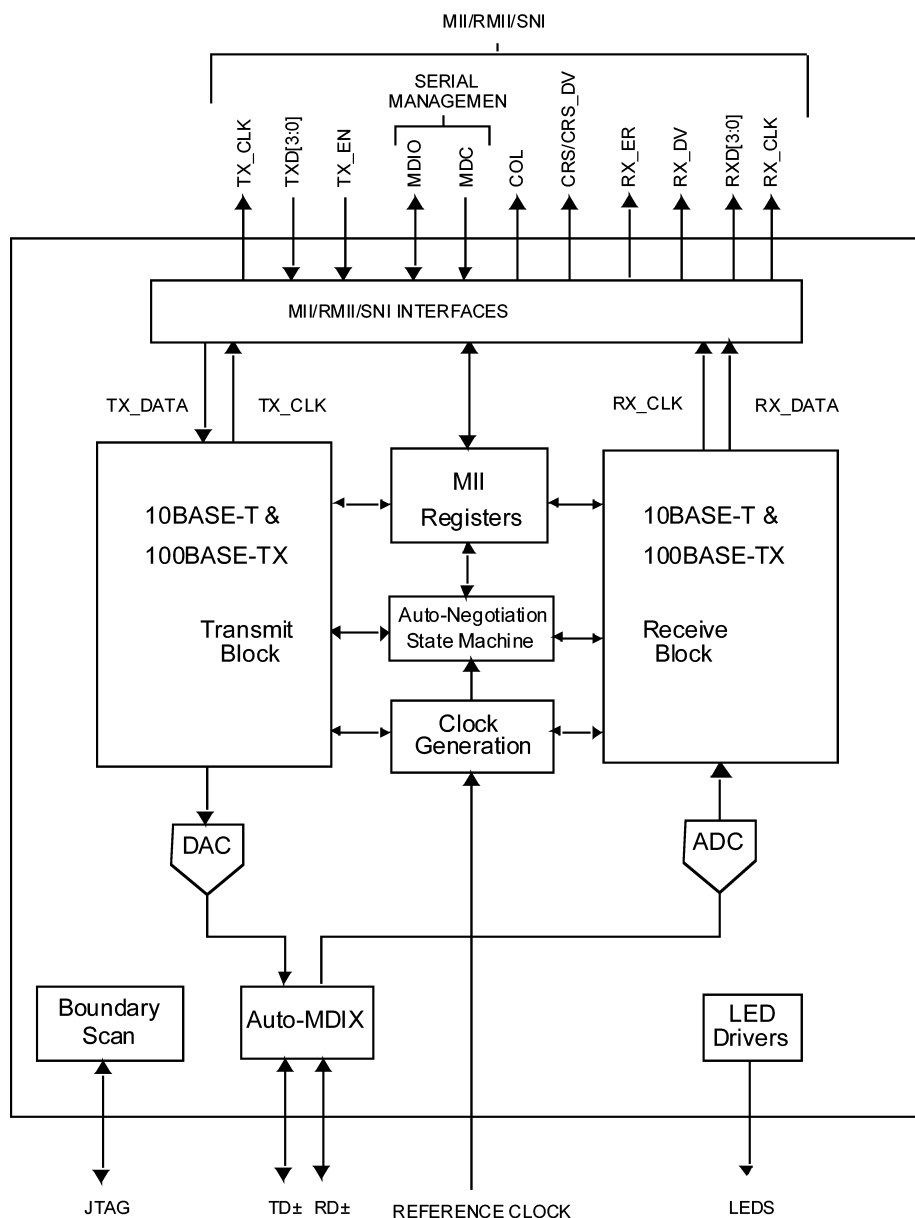 MII/RMII/SNI
SERIAL
MANAGEMEN
TX_CLK
TXD[3:0]
TX_EN
MDIO
MDC
COL
CRS/CRS_DV
RX_ER
RX_DV
RXD[3:0]
RX_CLK
MII/RMII/SNI INTERFACES
TX_DATA
TX_CLK
RX_CLK
RX_DATA
10BASE-T &
100BASE-TX
Transmit
Block
MII
Registers
Auto-Negotiation
State Machine
Clock
Generation
10BASE-T &
100BASE-TX
Receive
Block
DAC
ADC
Boundary
Scan
Auto-MDIX
LED
Drivers
JTAG
TD±
RD±
REFERENCE CLOCK
LEDS